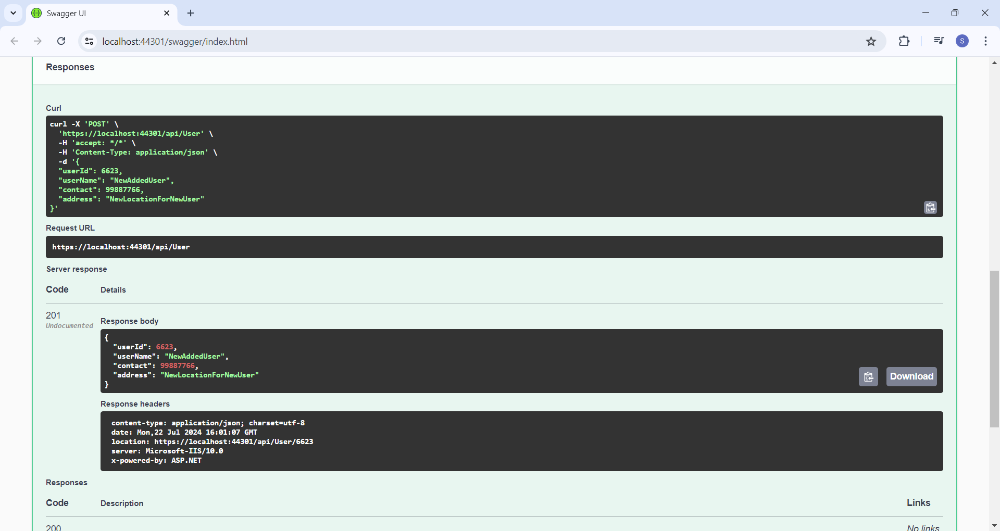 Swagger UI
localhost:44301/swagger/index.html
S
Responses
Curl
curl -X 'POST' \
'https://localhost:44301/api/User' \
-H 'accept: */*' \
-H 'Content-Type: application/json' \
-d '{
"userId": 6623,
"userName": "NewAddedUser",
"contact": 99887766,
"address": "NewLocationForNewUser"
}'
Request URL
https://localhost:44301/api/User
Server response
Code Details
201
Undocumented
Response body
{
"userId": 6623,
"userName": "NewAddedUser",
"contact": 99887766,
"address": "NewLocationForNewUser"
}
Download
Response headers
content-type: application/json; charset=utf-8
date: Mon,22 Jul 2024 16:01:07 GMT
location: https://localhost:44301/api/User/6623
server: Microsoft-IIS/10.0
x-powered-by: ASP.NET
Responses
Code Description Links
200 No links